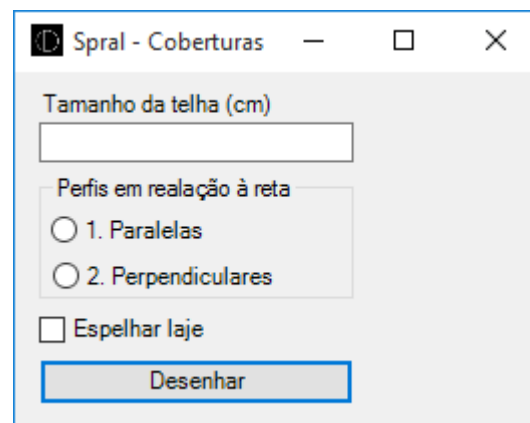 Spral - Coberturas
Tamanho da telha (cm)
Perfis em realação à reta
1. Paralelas
2. Perpendiculares
Espelhar laje
Desenhar